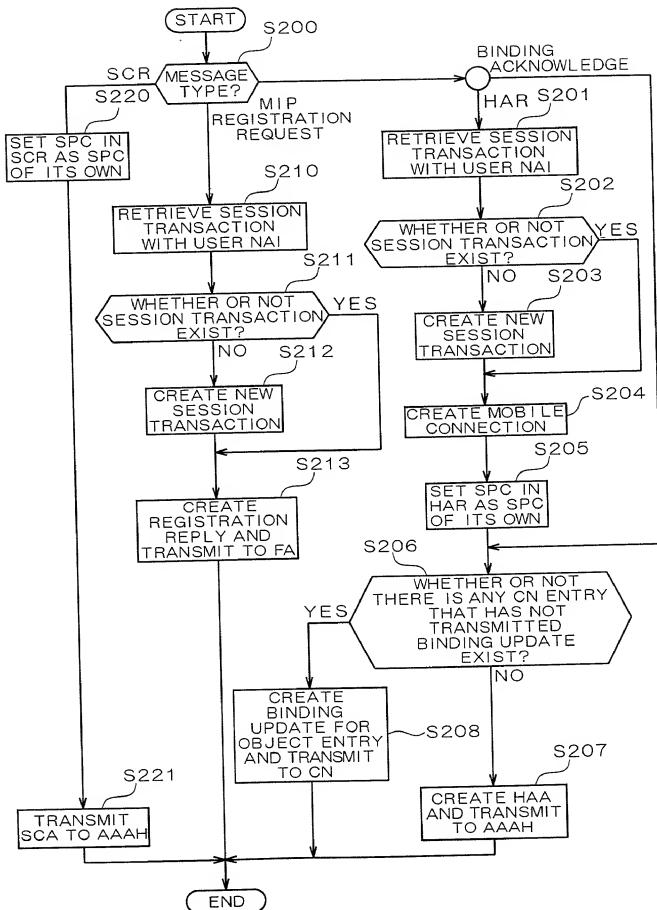 START
S200
SCR
MESSAGE
TYPE?
BINDING
ACKNOWLEDGE
S220
MIP
REGISTRATION
REQUEST
HAR
S201
SET SPC IN
SCR AS SPC
OF ITS OWN
RETRIEVE SESSION
TRANSACTION
WITH USER NAI
S210
RETRIEVE SESSION
TRANSACTION
WITH USER NAI
S202
WHETHER OR NOT
SESSION TRANSACTION
EXIST?
YES
NO
S203
S211
WHETHER OR NOT
SESSION TRANSACTION
EXIST?
YES
NO
CREATE NEW
SESSION
TRANSACTION
S212
CREATE NEW
SESSION
TRANSACTION
S204
CREATE MOBILE
CONNECTION
S205
SET SPC IN
HAR AS SPC
OF ITS OWN
S213
CREATE
REGISTRATION
REPLY AND
TRANSMIT TO FA
S206
WHETHER OR NOT
THERE IS ANY CN ENTRY
THAT HAS NOT
TRANSMITTED
BINDING UPDATE
EXIST?
YES
NO
CREATE
BINDING
UPDATE FOR
OBJECT ENTRY
AND TRANSMIT
TO CN
S208
S207
CREATE HAA
AND TRANSMIT
TO AAAH
S221
TRANSMIT
SCA TO AAAH
END